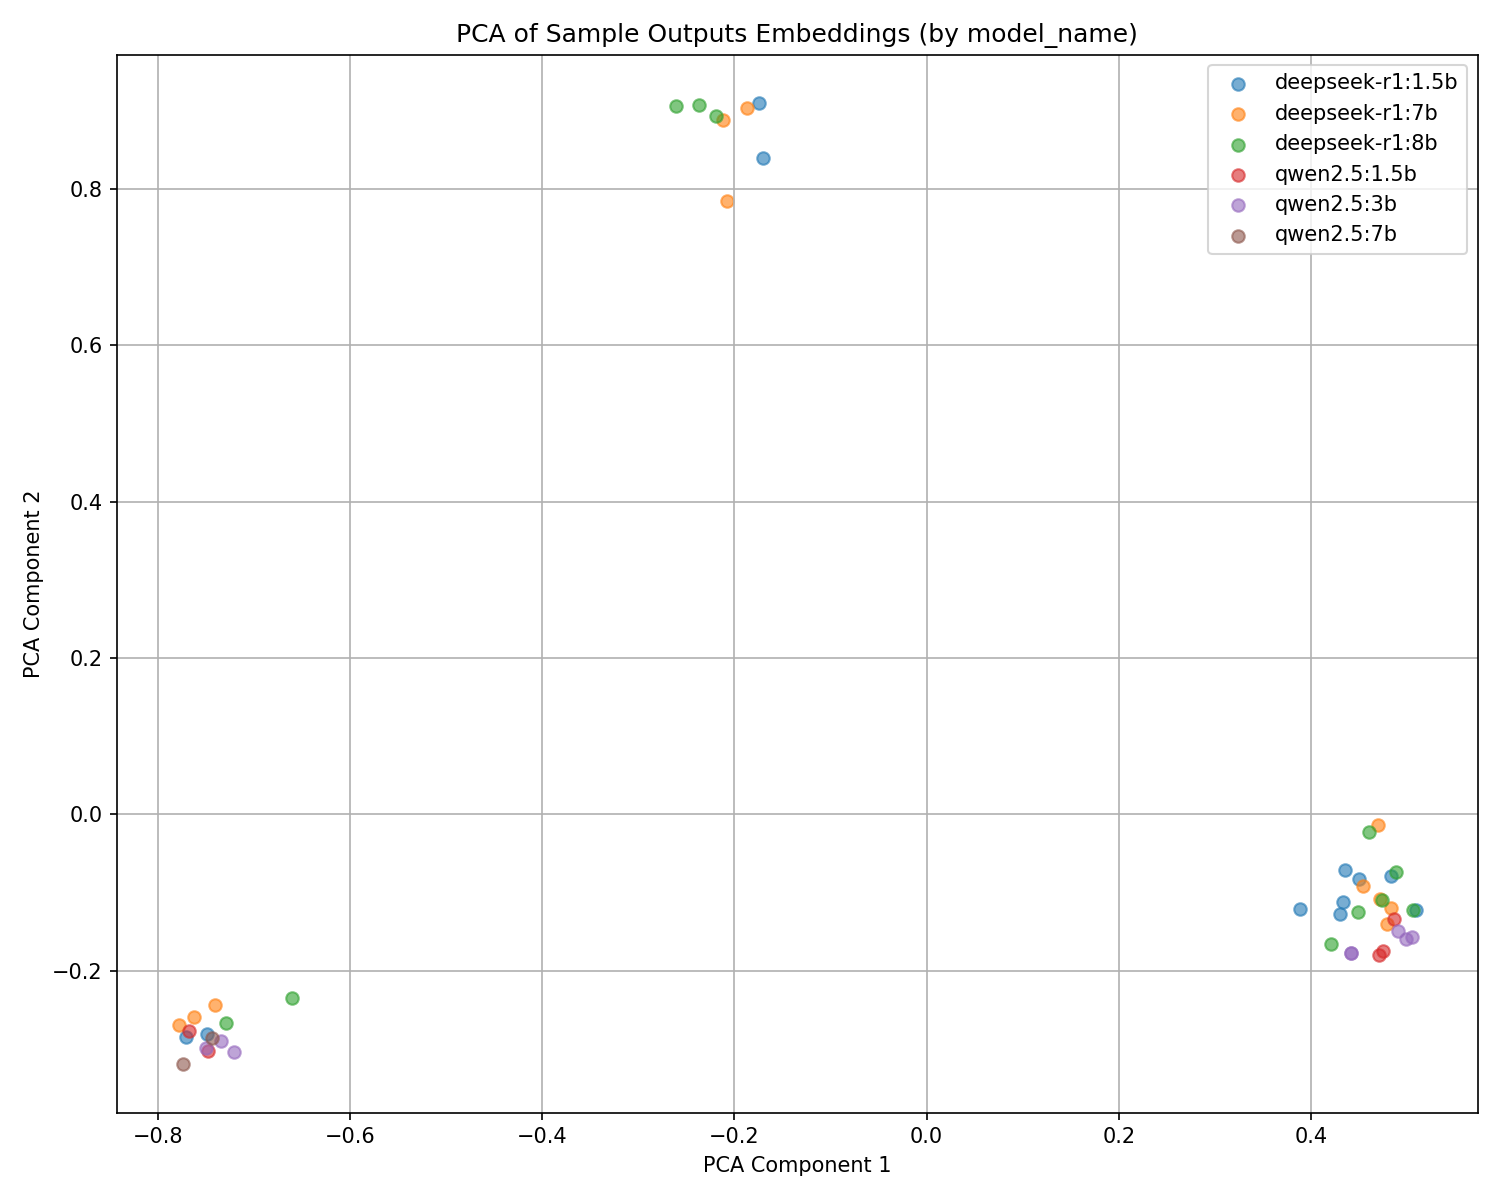 PCA of Sample Outputs Embeddings (by model_name)
deepseek-r1:1.5b
deepseek-r1:7b
deepseek-r1:8b
qwen2.5:1.5b
qwen2.5:3b
qwen2.5:7b
PCA Component 2
0.8
0.6
0.4
0.2
0.0
−0.2
−0.8
−0.6
−0.4
−0.2
0.0
0.2
0.4
PCA Component 1